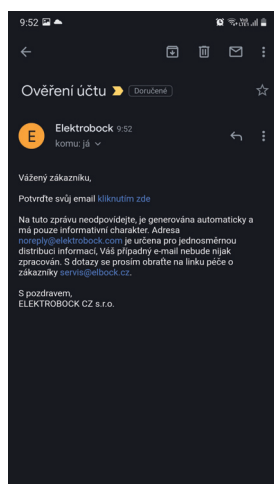 9:52
Ověření účtu Doručené
E
Elektrobock 9:52
komu: já
Vážený zákazníku,
Potvrďte svůj email kliknutím zde
Na tuto zprávu neodpovídejte, je generována automaticky a
má pouze informativní charakter. Adresa
noreply@elektrobock.com je určena pro jednosměrnou
distribuci informací, Váš případný e-mail nebude nijak
zpracován. S dotazy se prosím obraťte na linku péče o
zákazníky servis@elbock.cz.
S pozdravem,
ELEKTROBOCK CZ s.r.o.